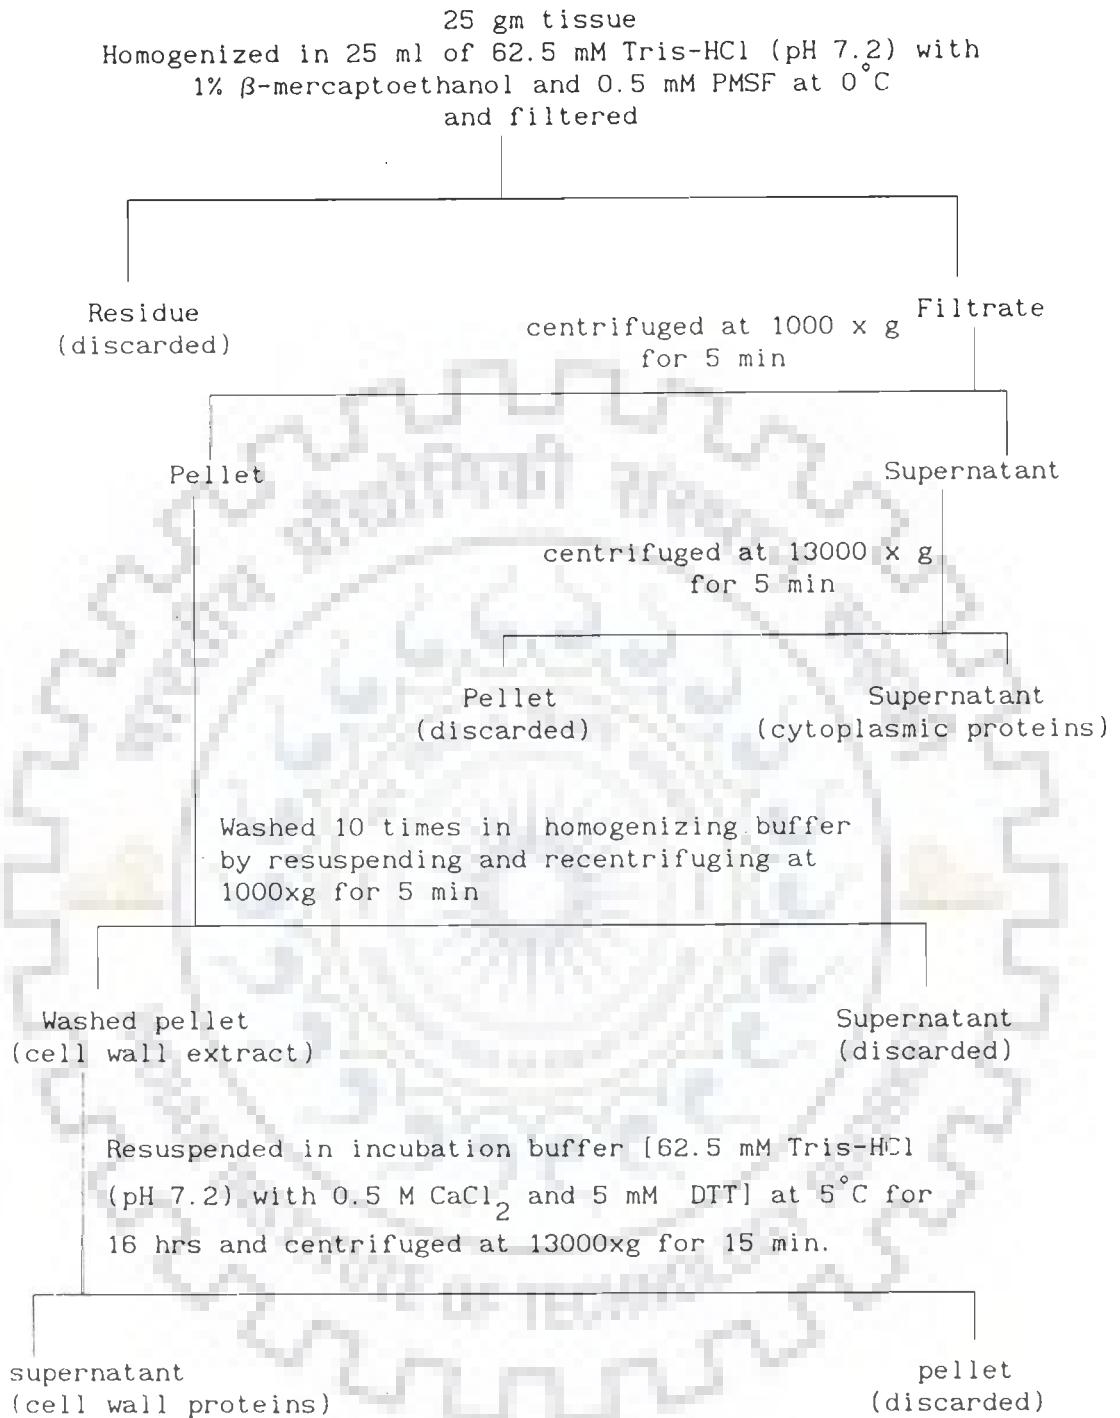 25 gm tissue
Homogenized in 25 ml of 62.5 mM Tris-HCl (pH 7.2) with
1% β-mercaptoethanol and 0.5 mM PMSF at 0°C
and filtered
Residue
(discarded)
Filtrate
centrifuged at 1000 x g
for 5 min
Pellet
Supernatant
centrifuged at 13000 x g
for 5 min
Pellet
(discarded)
Supernatant
(cytoplasmic proteins)
Washed 10 times in homogenizing buffer
by resuspending and recentrifuging at
1000xg for 5 min
Washed pellet
(cell wall extract)
Supernatant
(discarded)
Resuspended in incubation buffer [62.5 mM Tris-HCl
(pH 7.2) with 0.5 M CaCl₂ and 5 mM DTT] at 5°C for
16 hrs and centrifuged at 13000xg for 15 min.
supernatant
(cell wall proteins)
pellet
(discarded)